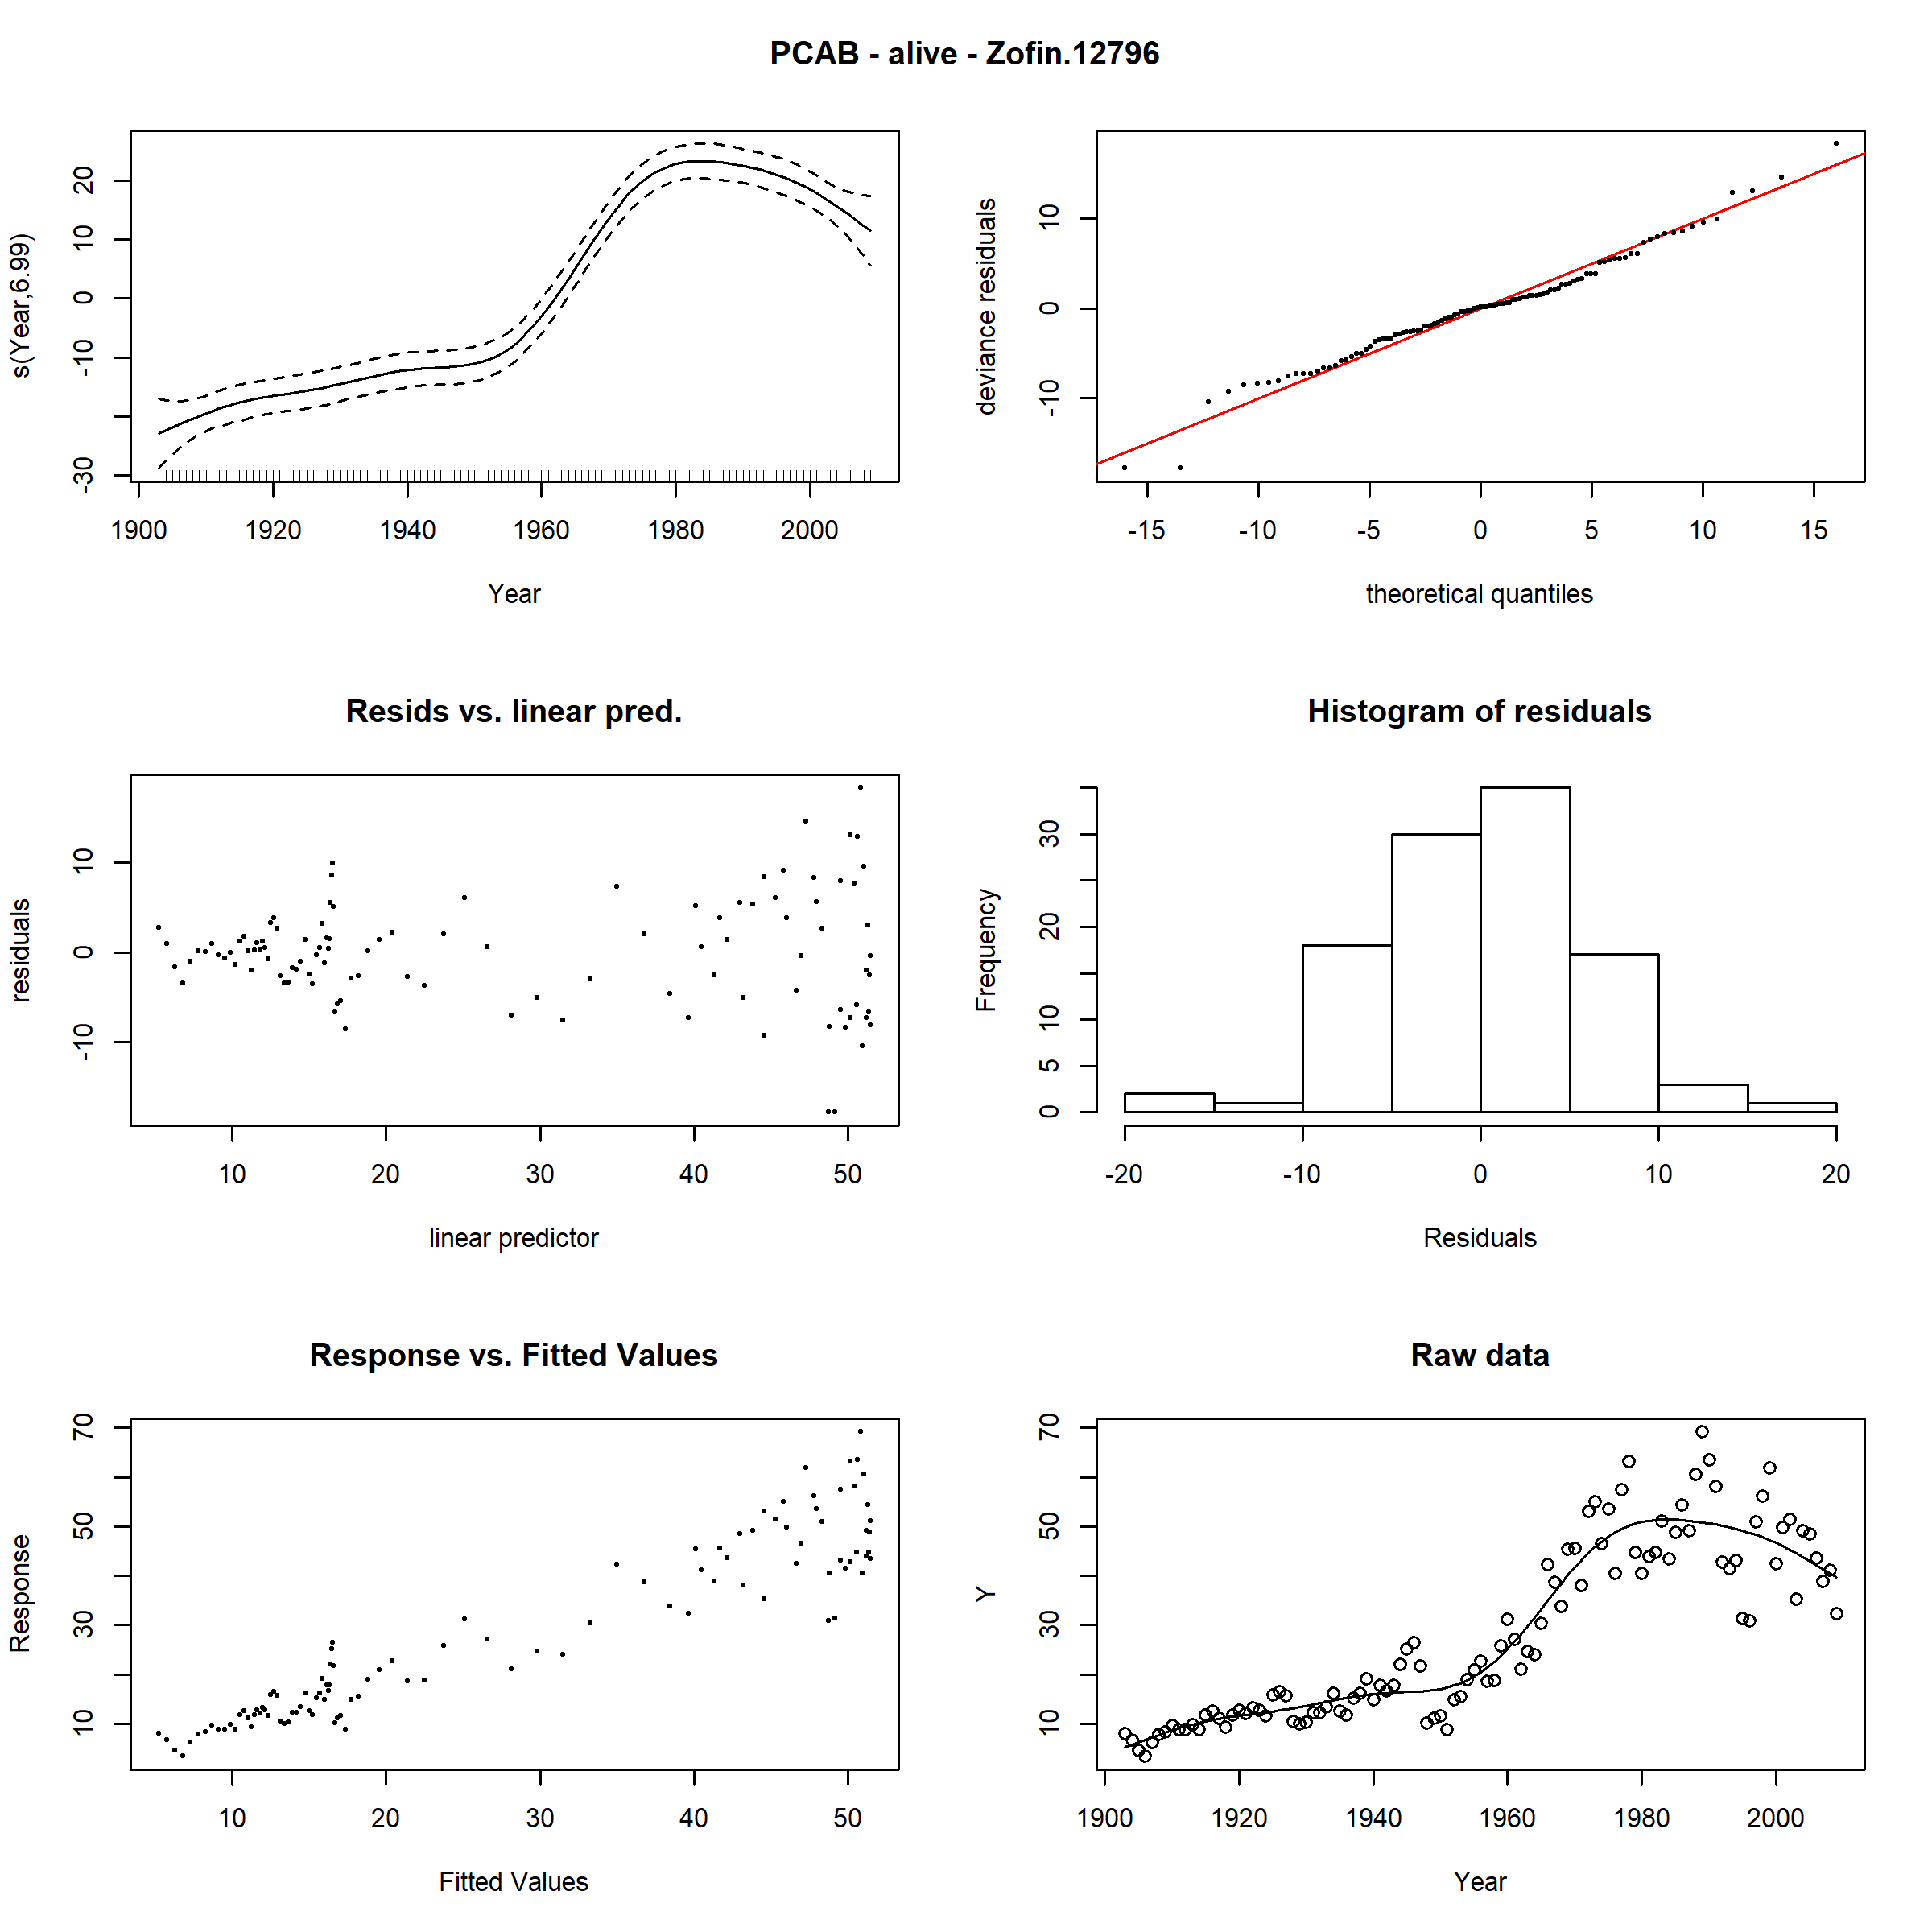 PCAB - alive - Zofin.12796
s(Year,6.99)
20
10
0
-10
-30
1900 1920 1940 1960 1980 2000
Year
deviance residuals
10
0
-10
-15 -10 -5 0 5 10 15
theoretical quantiles
Resids vs. linear pred.
residuals
10
0
-10
10 20 30 40 50
linear predictor
Histogram of residuals
Frequency
30
20
10
5
0
-20 -10 0 10 20
Residuals
Response vs. Fitted Values
Response
70
50
30
10
10 20 30 40 50
Fitted Values
Raw data
Y
70
50
30
10
1900 1920 1940 1960 1980 2000
Year